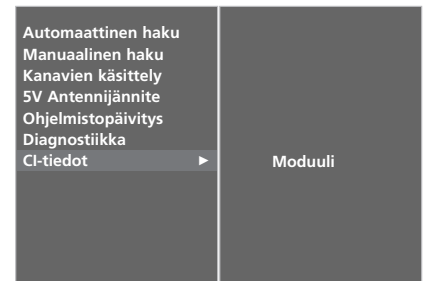 Automaattinen haku
Manuaalinen haku
Kanavien käsittely
5V Antennijännite
Ohjelmistopäivitys
Diagnostiikka
CI-tiedot ►
Moduuli